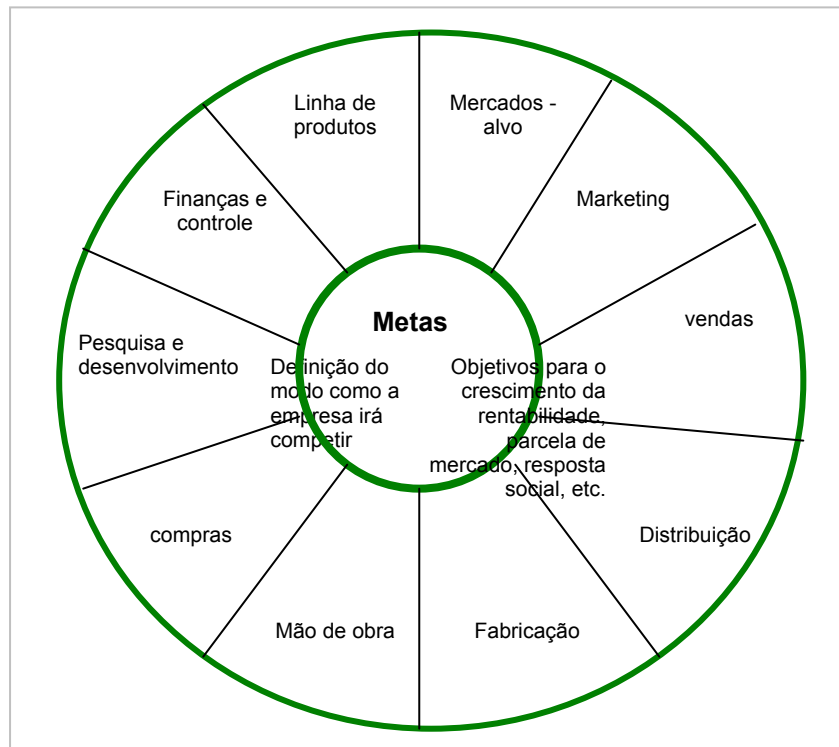 Linha de
produtos
Mercados -
alvo
Finanças e
controle
Marketing
Pesquisa e
desenvolvimento
Metas
vendas
Definição do
modo como a
empresa irá
competir
Objetivos para o
crescimento da
rentabilidade,
parcela de
mercado, resposta
social, etc.
compras
Distribuição
Mão de obra
Fabricação